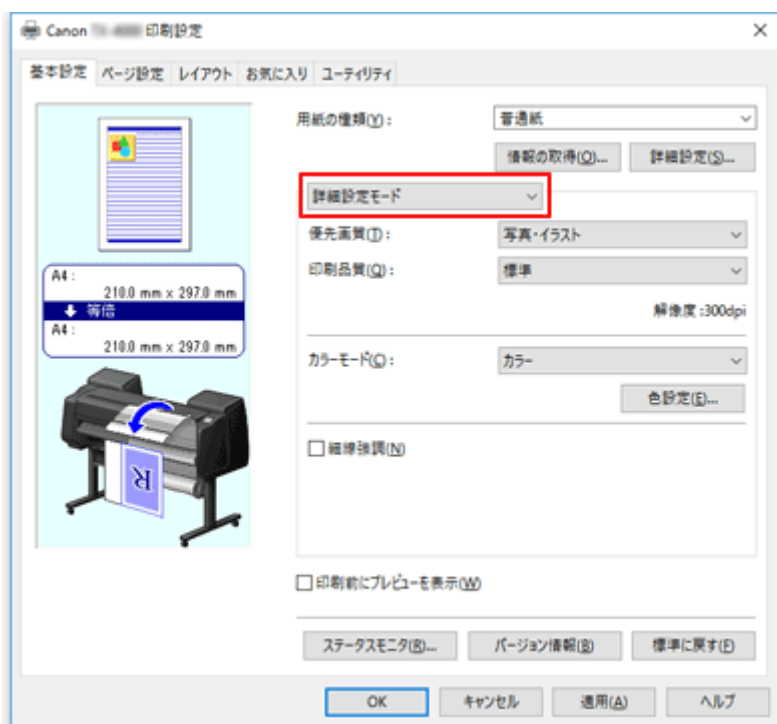 Canon 印刷設定
基本設定 ページ設定 レイアウト お気に入り ユーティリティ
用紙の種類(Y): 普通紙
情報の取得(O)... 詳細設定(S)...
詳細設定モード
優先画質(T): 写真・イラスト
印刷品質(Q): 標準
解像度:300dpi
カラーモード(C): カラー
色設定(E)...
細線強調(N)
A4:
210.0 mm x 297.0 mm
等倍
A4:
210.0 mm x 297.0 mm
R
印刷前にプレビューを表示(W)
ステータスモニタ(R)... バージョン情報(B) 標準に戻す(F)
OK キャンセル 適用(A) ヘルプ